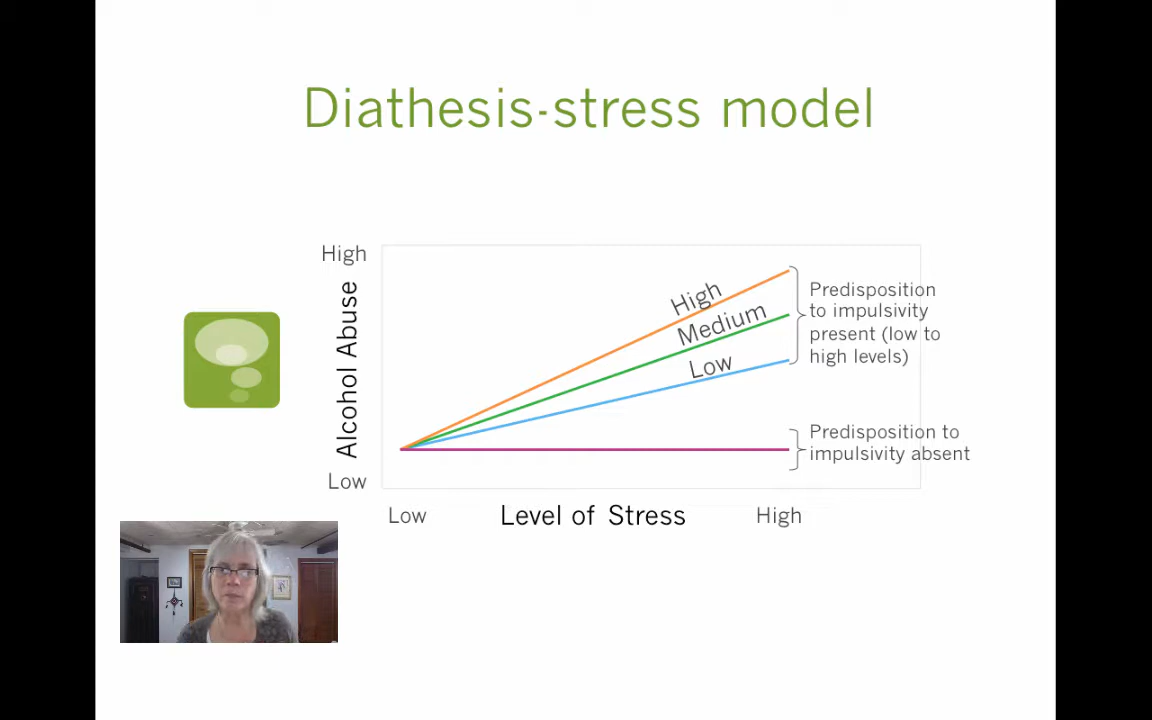 Diathesis-stress model
High
Alcohol Abuse
Low
High
Medium
Low
Predisposition
to impulsivity
present (low to
high levels)
Predisposition to
impulsivity absent
Low
Level of Stress
High